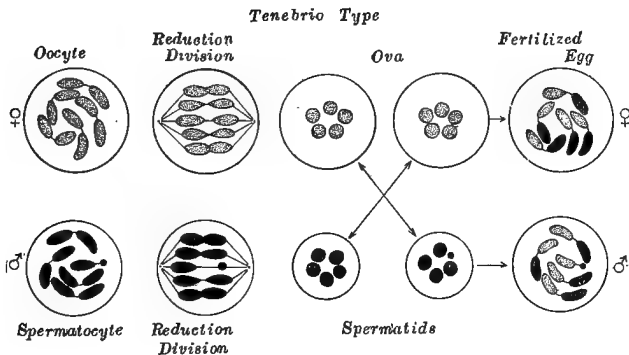 Tenebrio Type
Oocyte
Reduction
Division
Ova
Fertilized
Egg
♀
♀
♂
♂
Spermatocyte
Reduction
Division
Spermatids